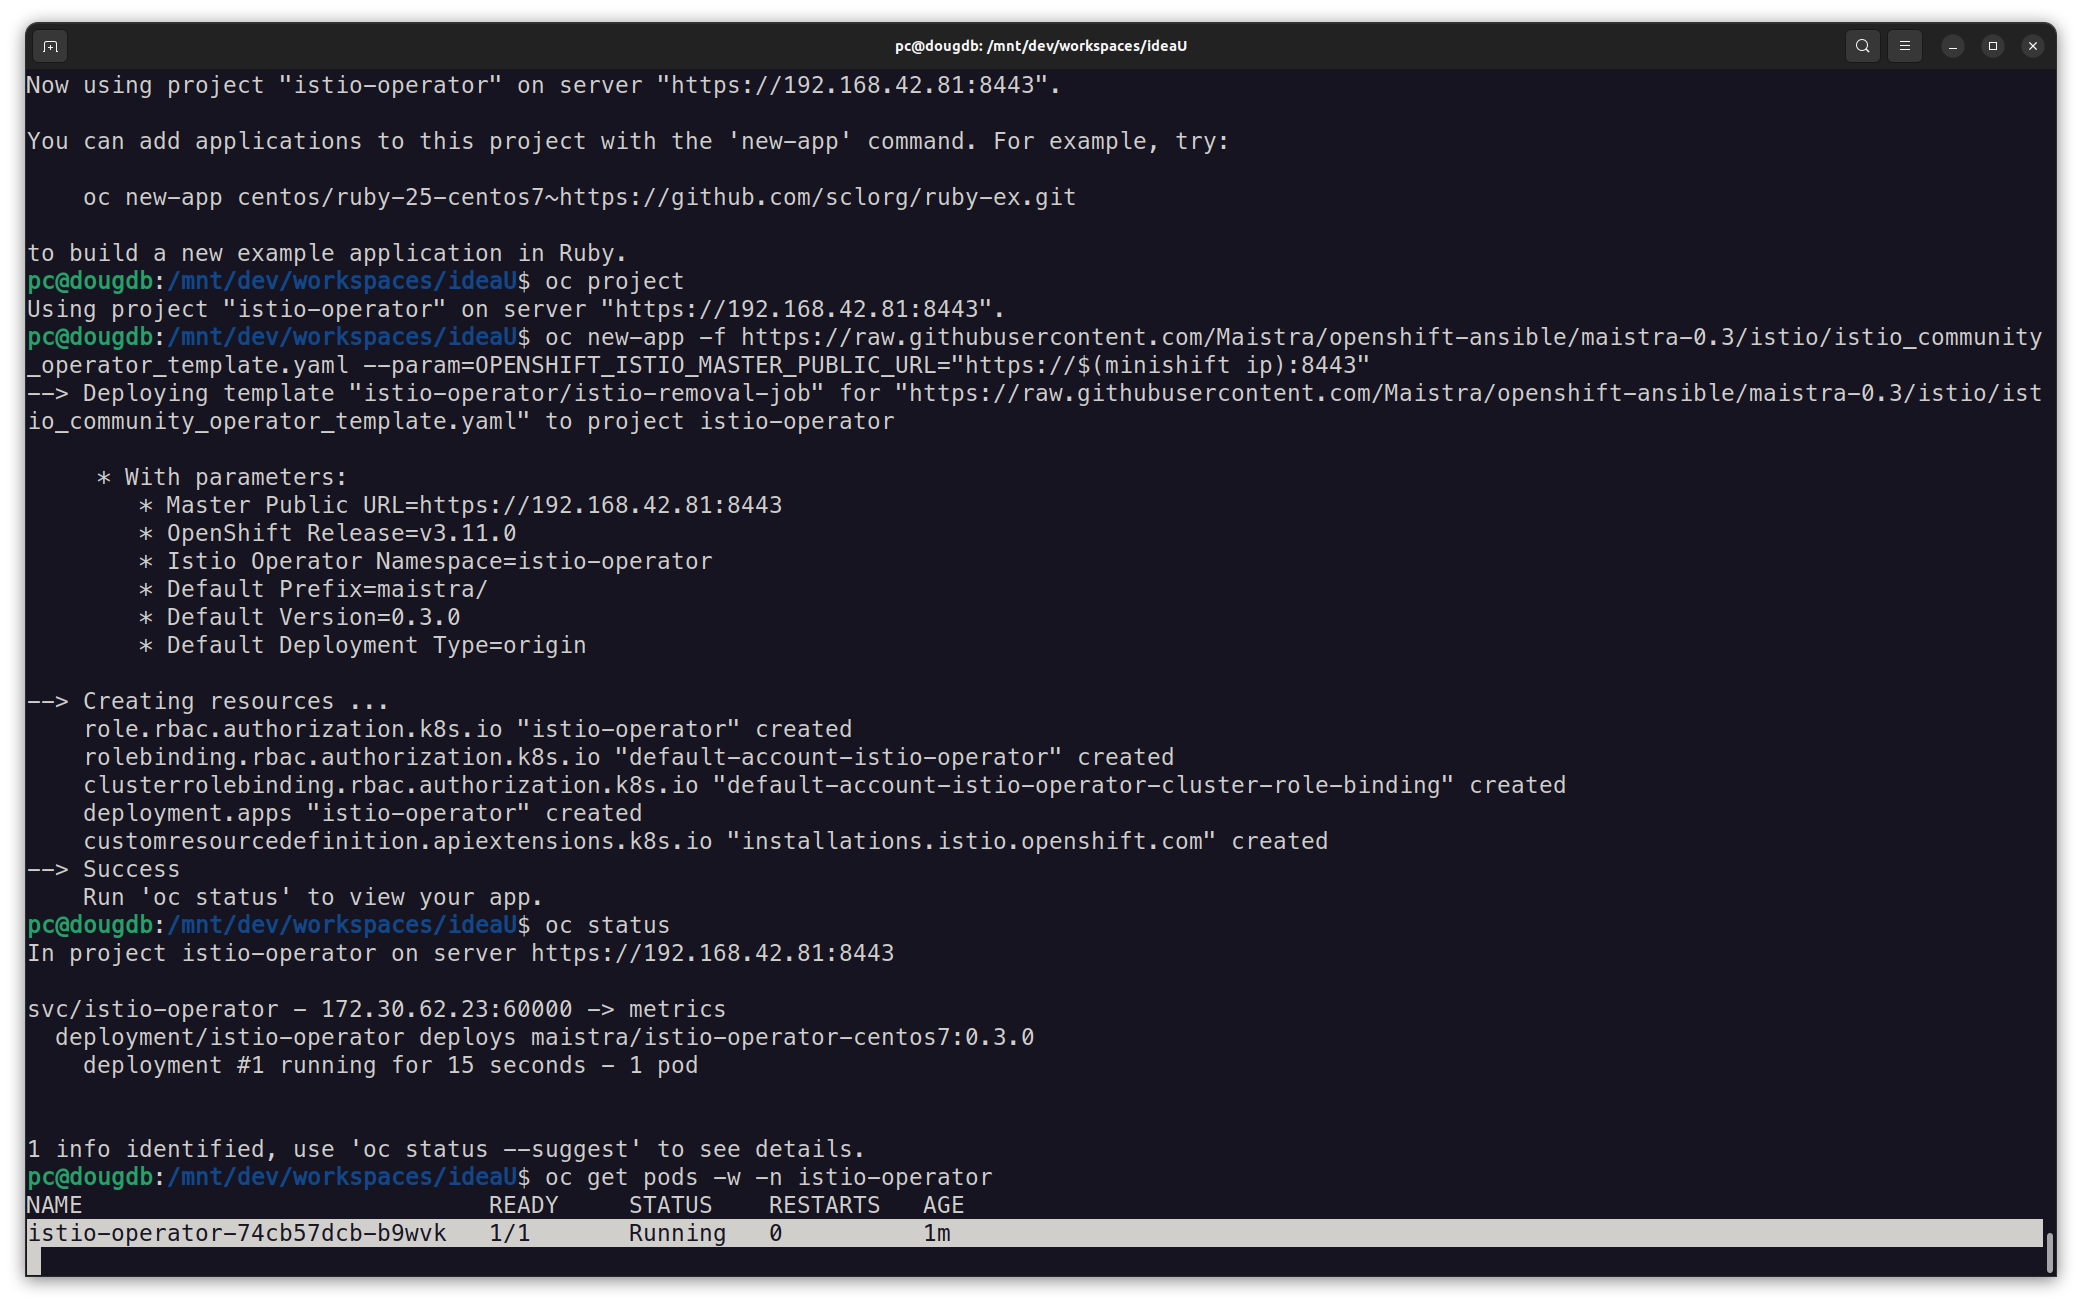 pc@dougdb: /mnt/dev/workspaces/ideaU
Now using project "istio-operator" on server "https://192.168.42.81:8443".
You can add applications to this project with the 'new-app' command. For example, try:
oc new-app centos/ruby-25-centos7~https://github.com/sclorg/ruby-ex.git
to build a new example application in Ruby.
pc@dougdb:/mnt/dev/workspaces/ideaU$ oc project
Using project "istio-operator" on server "https://192.168.42.81:8443".
pc@dougdb:/mnt/dev/workspaces/ideaU$ oc new-app -f https://raw.githubusercontent.com/Maistra/openshift-ansible/maistra-0.3/istio/istio_community
_operator_template.yaml --param=OPENSHIFT_ISTIO_MASTER_PUBLIC_URL="https://$(minishift ip):8443"
--> Deploying template "istio-operator/istio-removal-job" for "https://raw.githubusercontent.com/Maistra/openshift-ansible/maistra-0.3/istio/ist
io_community_operator_template.yaml" to project istio-operator
* With parameters:
* Master Public URL=https://192.168.42.81:8443
* OpenShift Release=v3.11.0
* Istio Operator Namespace=istio-operator
* Default Prefix=maistra/
* Default Version=0.3.0
* Default Deployment Type=origin
--> Creating resources ...
role.rbac.authorization.k8s.io "istio-operator" created
rolebinding.rbac.authorization.k8s.io "default-account-istio-operator" created
clusterrolebinding.rbac.authorization.k8s.io "default-account-istio-operator-cluster-role-binding" created
deployment.apps "istio-operator" created
customresourcedefinition.apiextensions.k8s.io "installations.istio.openshift.com" created
--> Success
Run 'oc status' to view your app.
pc@dougdb:/mnt/dev/workspaces/ideaU$ oc status
In project istio-operator on server https://192.168.42.81:8443
svc/istio-operator - 172.30.62.23:60000 -> metrics
deployment/istio-operator deploys maistra/istio-operator-centos7:0.3.0
deployment #1 running for 15 seconds - 1 pod
1 info identified, use 'oc status --suggest' to see details.
pc@dougdb:/mnt/dev/workspaces/ideaU$ oc get pods -w -n istio-operator
NAME READY STATUS RESTARTS AGE
istio-operator-74cb57dcb-b9wvk 1/1 Running 0 1m